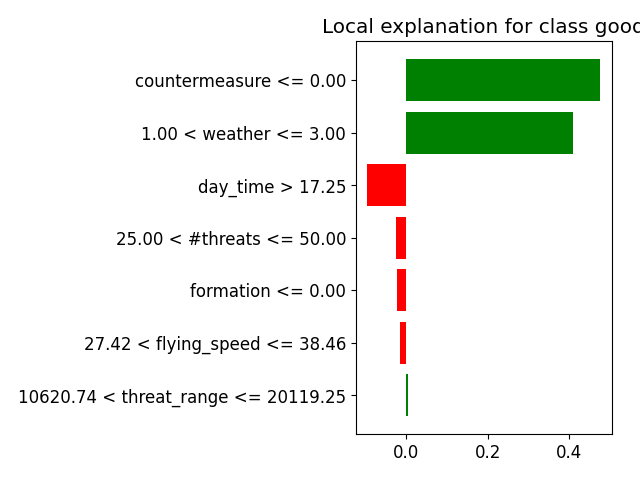 Local explanation for class good
countermeasure <= 0.00
1.00 < weather <= 3.00
day_time > 17.25
25.00 < #threats <= 50.00
formation <= 0.00
27.42 < flying_speed <= 38.46
10620.74 < threat_range <= 20119.25
0.0 0.2 0.4